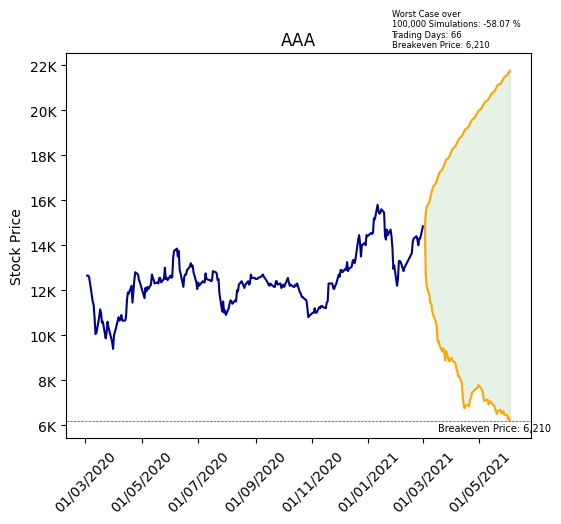 Worst Case over
100,000 Simulations: -58.07 %
Trading Days: 66
Breakeven Price: 6,210
AAA
Stock Price
22K
20K
18K
16K
14K
12K
10K
8K
6K
Breakeven Price: 6,210
01/03/2020
01/05/2020
01/07/2020
01/09/2020
01/11/2020
01/01/2021
01/03/2021
01/05/2021